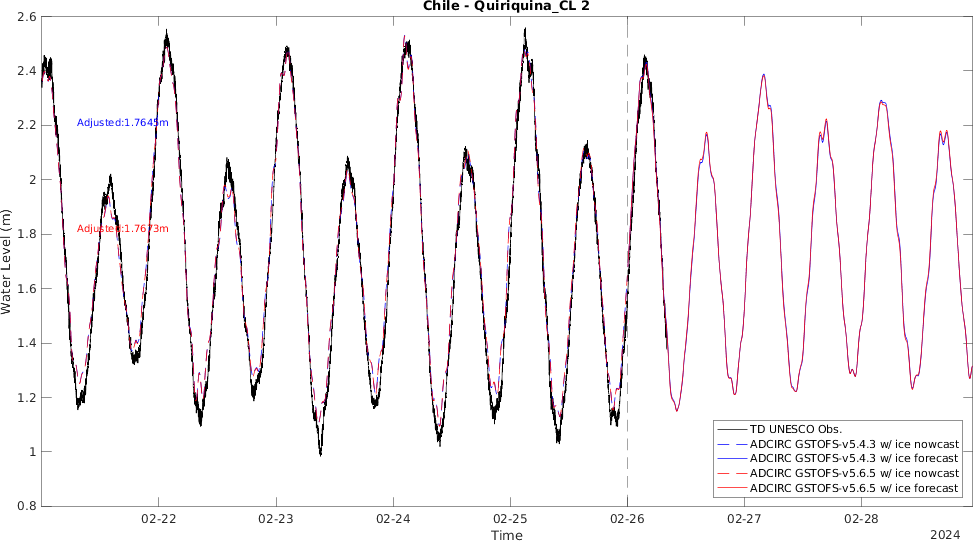 Chile - Quiriquina_CL 2
2.6
2.4
2.2
2
1.8
1.6
1.4
1.2
1
0.8
Water Level (m)
Adjusted:1.7645m
Adjusted:1.7673m
TD UNESCO Obs.
ADCIRC GSTOFS-v5.4.3 w/ ice nowcast
ADCIRC GSTOFS-v5.4.3 w/ ice forecast
ADCIRC GSTOFS-v5.6.5 w/ ice nowcast
ADCIRC GSTOFS-v5.6.5 w/ ice forecast
02-22 02-23 02-24 02-25 02-26 02-27 02-28
Time
2024